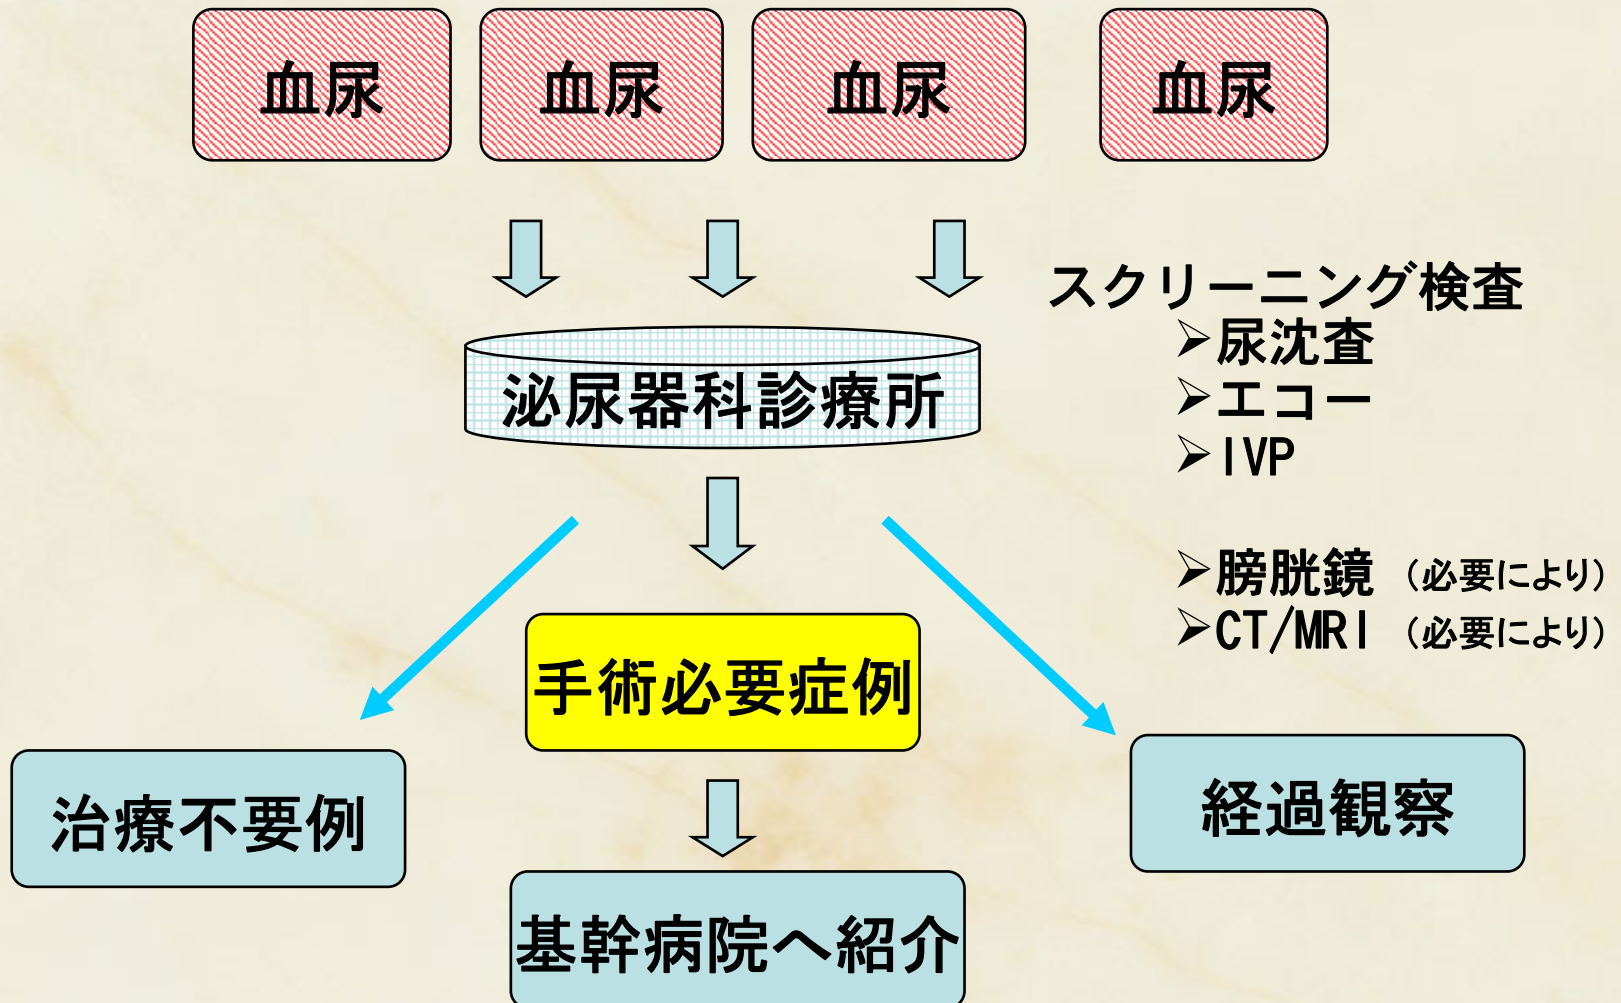 血尿 血尿 血尿 血尿
スクリーニング検査
➢尿沈査
➢エコー
➢IVP
➢膀胱鏡 (必要により)
➢CT/MRI (必要により)
泌尿器科診療所
手術必要症例
治療不要例
経過観察
基幹病院へ紹介